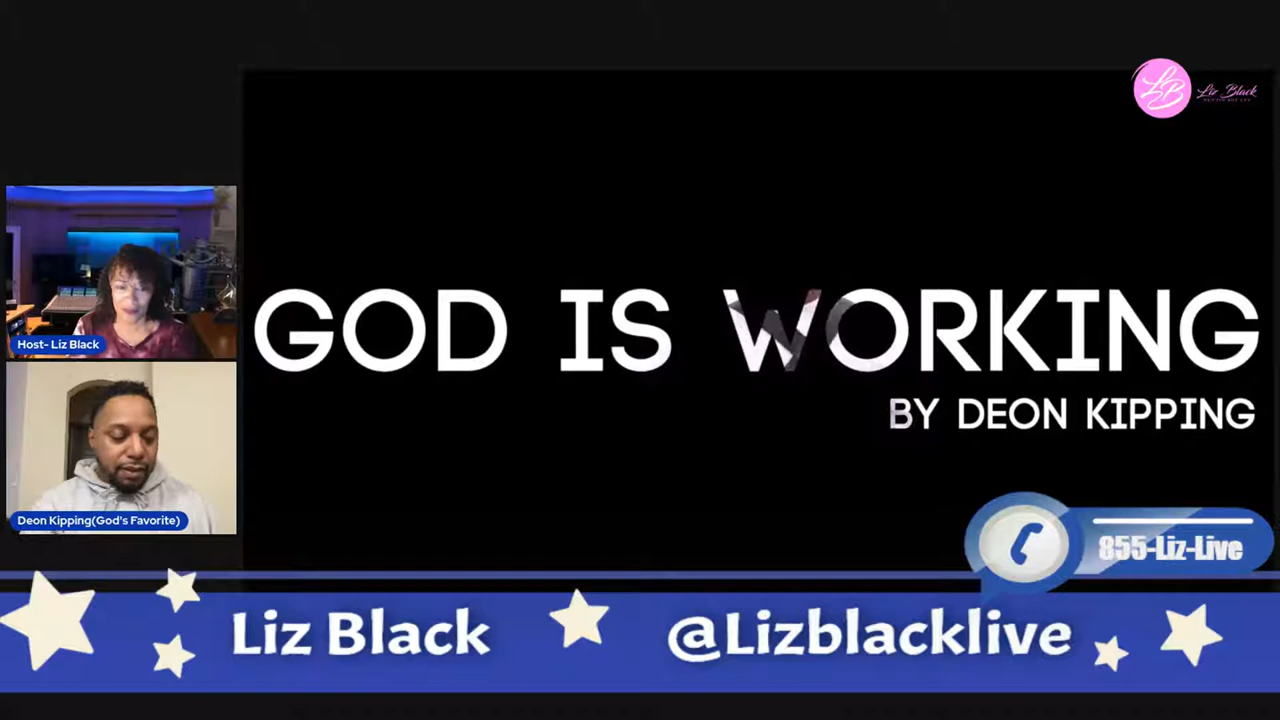 LB
Liz Black
Host- Liz Black
GOD IS WORKING
BY DEON KIPPING
Deon Kipping(God's Favorite)
855-Liz-Live
Liz Black @Lizblacklive